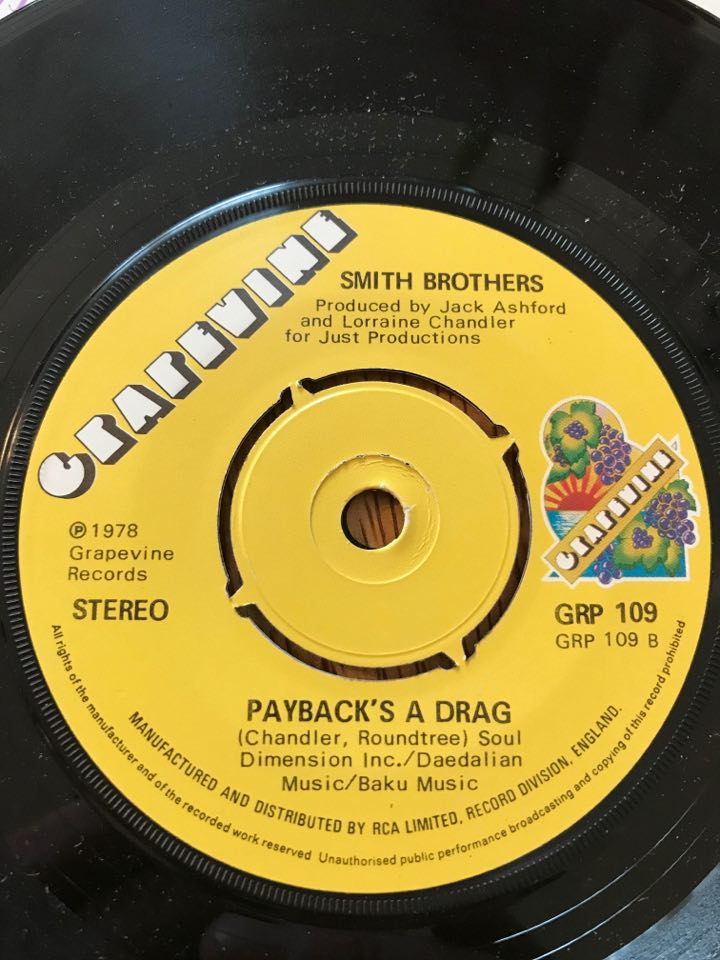 GRAPEVINE
SMITH BROTHERS
Produced by Jack Ashford
and Lorraine Chandler
for Just Productions
GRAPEVINE
℗ 1978
Grapevine
Records
STEREO
GRP 109
GRP 109 B
PAYBACK'S A DRAG
(Chandler, Roundtree) Soul
Dimension Inc./Daedalian
Music/Baku Music
MANUFACTURED AND DISTRIBUTED BY RCA LIMITED, RECORD DIVISION, ENGLAND.
All rights of the manufacturer and of the recorded work reserved Unauthorised public performance broadcasting and copying of this record prohibited